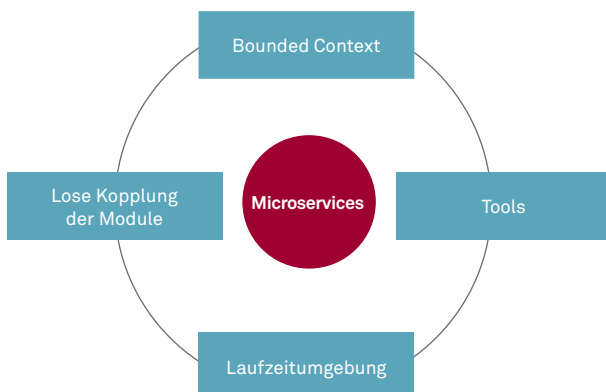 Bounded Context
Lose Kopplung
der Module
Microservices
Tools
Laufzeitumgebung